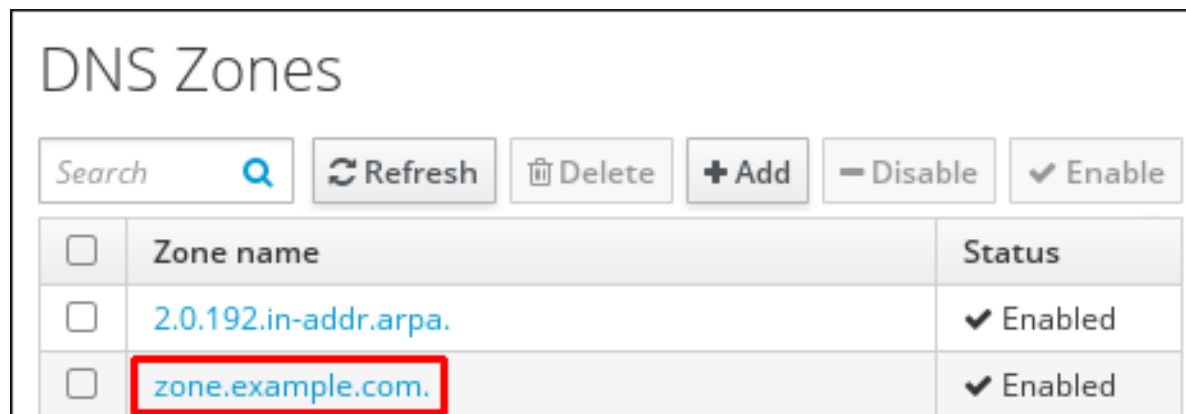 DNS Zones
Search Refresh Delete Add Disable Enable
Zone name Status
2.0.192.in-addr.arpa. Enabled
zone.example.com. Enabled